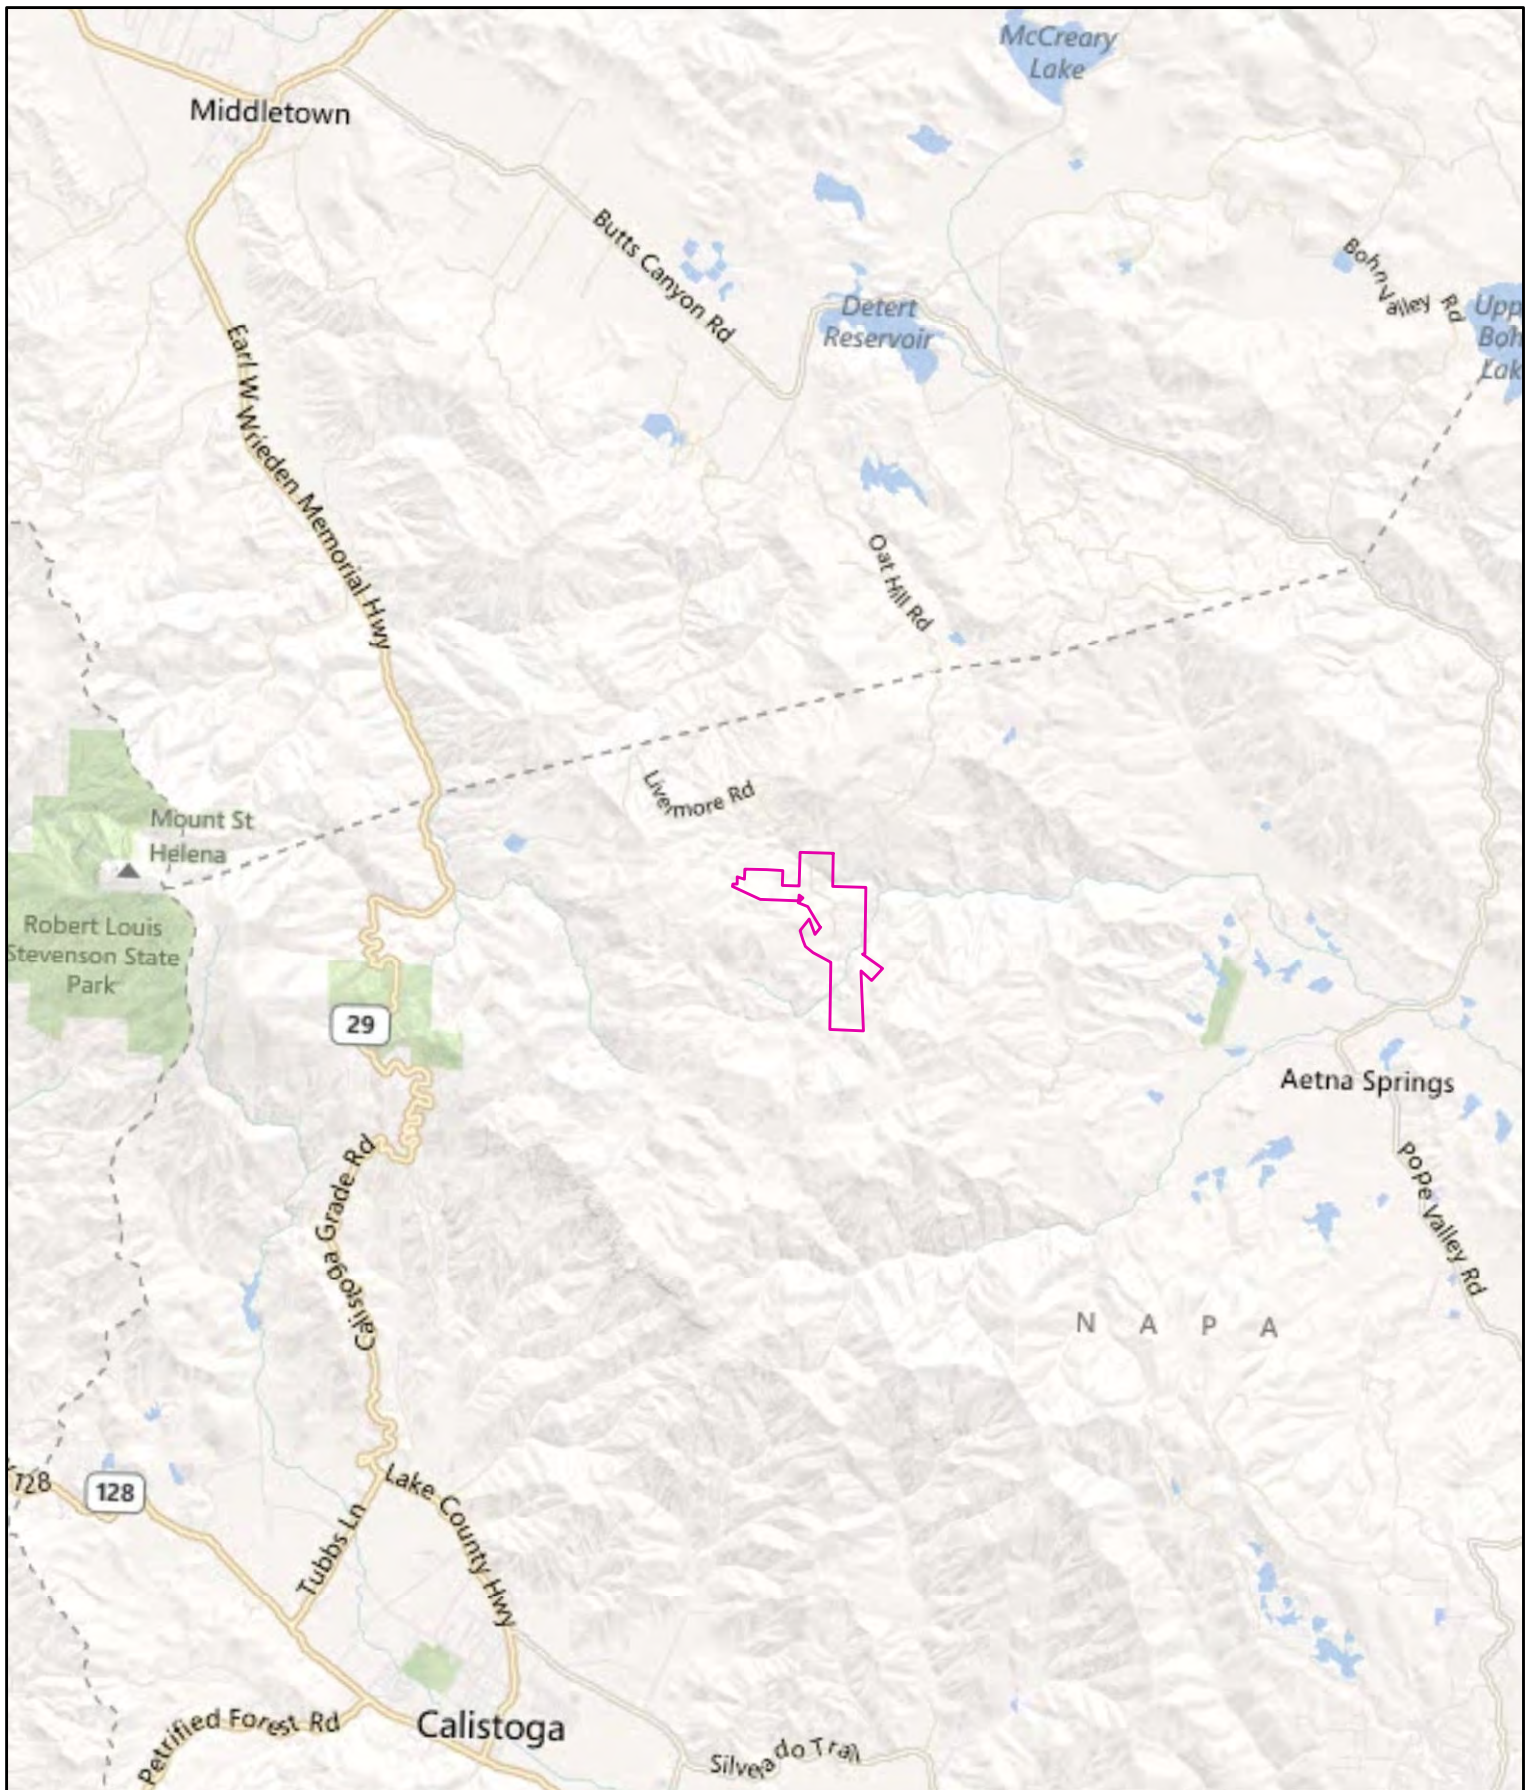 McCreary
Lake
Middletown
Butts Canyon Rd
Bohn Valley Rd
Detert
Reservoir
Upp
Boh
Lak
Earl W Wrieden Memorial Hwy
Oat Hill Rd
Livermore Rd
Mount St
Helena
Robert Louis
Stevenson State
Park
29
Aetna Springs
Calistoga Grade Rd
Pope Valley Rd
NAPA
128
128
Lake County Hwy
Tubbs Ln
Petrified Forest Rd
Calistoga
Silverado Trail